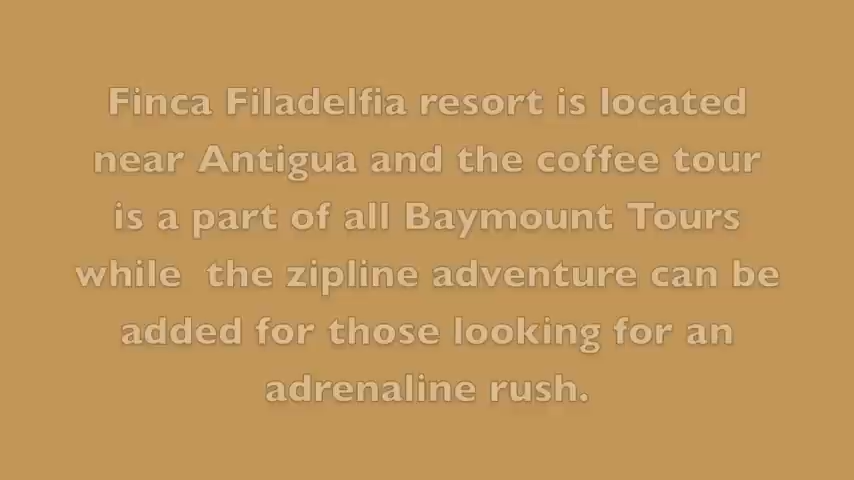 Finca Filadelfia resort is located
near Antigua and the coffee tour
is a part of all Baymount Tours
while  the zipline adventure can be
added for those looking for an
adrenaline rush.